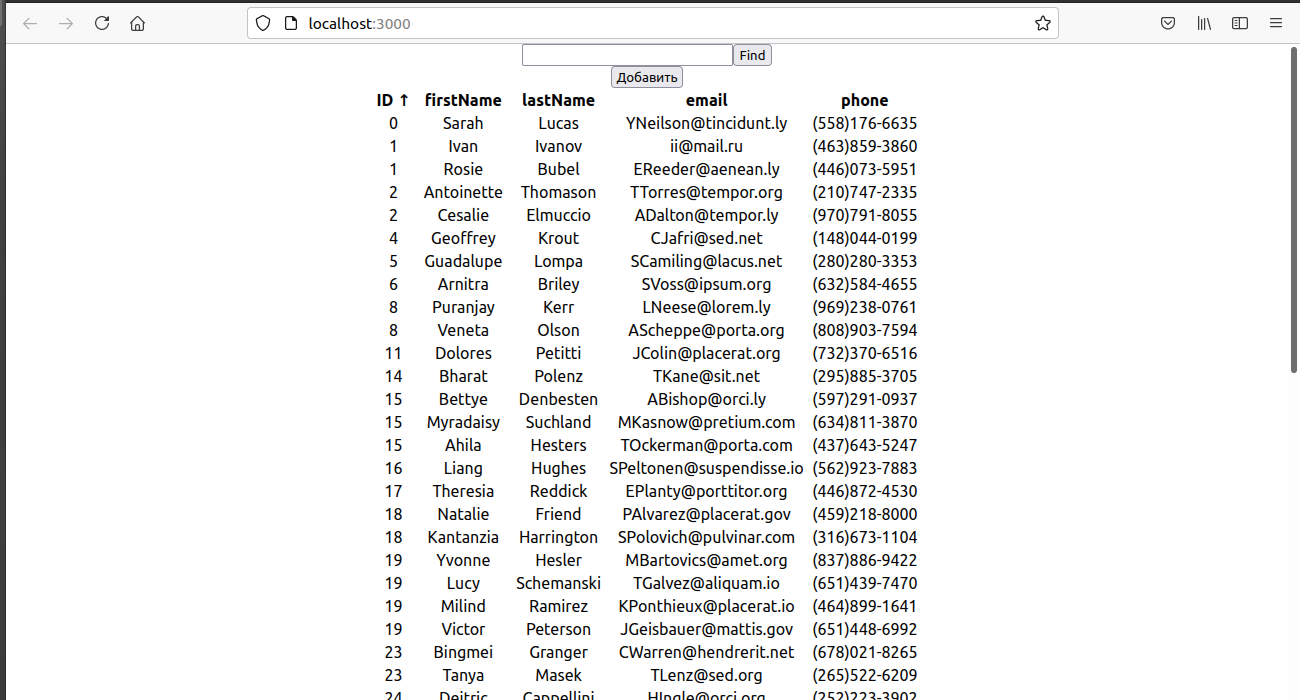 localhost:3000
Find
Добавить
ID ↑ firstName lastName email phone
0 Sarah Lucas YNeilson@tincidunt.ly (558)176-6635
1 Ivan Ivanov ii@mail.ru (463)859-3860
1 Rosie Bubel EReeder@aenean.ly (446)073-5951
2 Antoinette Thomason TTorres@tempor.org (210)747-2335
2 Cesalie Elmuccio ADalton@tempor.ly (970)791-8055
4 Geoffrey Krout CJafri@sed.net (148)044-0199
5 Guadalupe Lompa SCamiling@lacus.net (280)280-3353
6 Arnitra Briley SVoss@ipsum.org (632)584-4655
8 Puranjay Kerr LNeese@lorem.ly (969)238-0761
8 Veneta Olson AScheppe@porta.org (808)903-7594
11 Dolores Petitti JColin@placerat.org (732)370-6516
14 Bharat Polenz TKane@sit.net (295)885-3705
15 Bettye Denbesten ABishop@orci.ly (597)291-0937
15 Myradaisy Suchland MKasnow@pretium.com (634)811-3870
15 Ahila Hesters TOckerman@porta.com (437)643-5247
16 Liang Hughes SPeltonen@suspendisse.io (562)923-7883
17 Theresia Reddick EPlanty@porttitor.org (446)872-4530
18 Natalie Friend PAlvarez@placerat.gov (459)218-8000
18 Kantanzia Harrington SPolovich@pulvinar.com (316)673-1104
19 Yvonne Hesler MBartovics@amet.org (837)886-9422
19 Lucy Schemanski TGalvez@aliquam.io (651)439-7470
19 Milind Ramirez KPonthieux@placerat.io (464)899-1641
19 Victor Peterson JGeisbauer@mattis.gov (651)448-6992
23 Bingmei Granger CWarren@hendrerit.net (678)021-8265
23 Tanya Masek TLenz@sed.org (265)522-6209
24 Deitric Cappellini HIngle@orci.org (252)223-3902